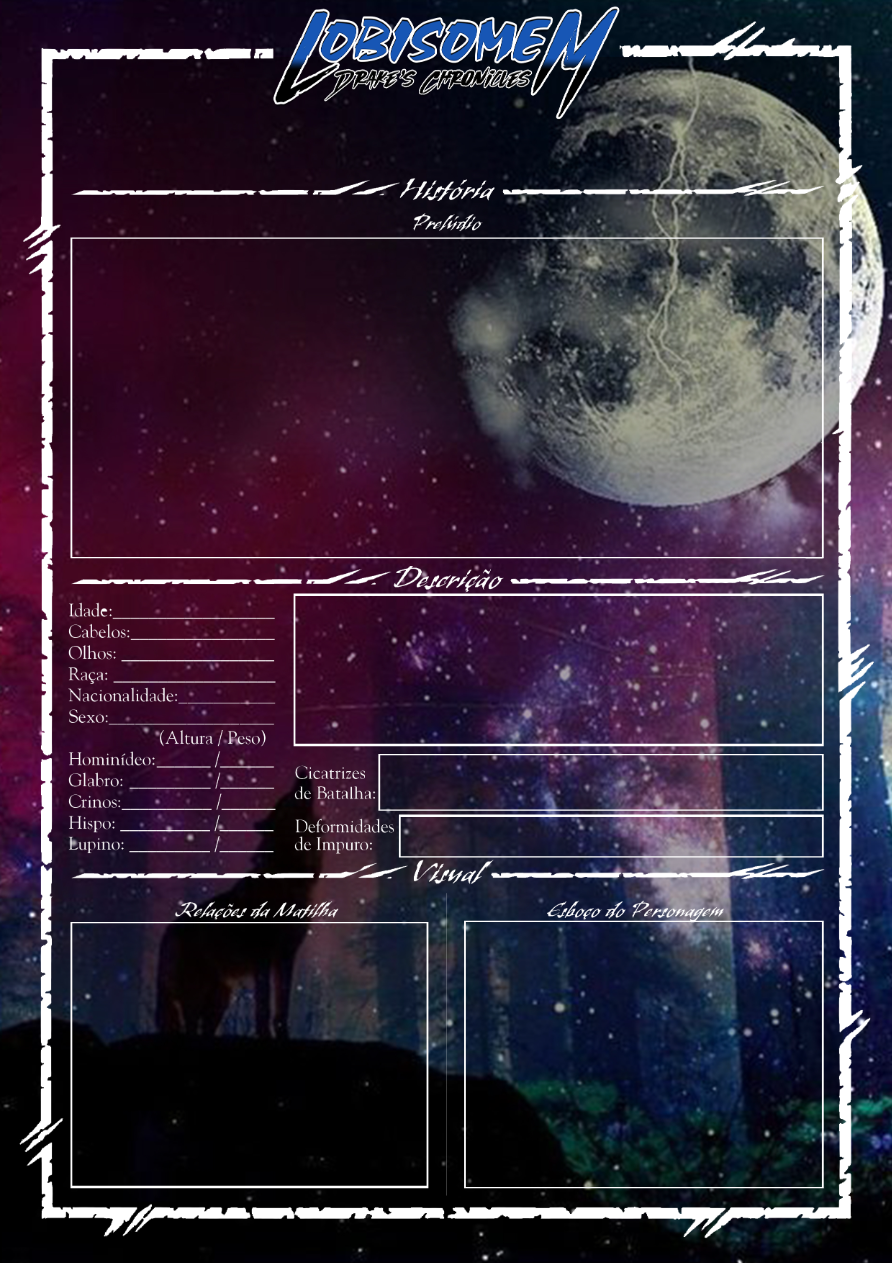 LOBISOMEM
DRAKE'S CHRONICLES
História
Prelúdio
Descrição
Idade:
Cabelos:
Olhos:
Raça:
Nacionalidade:
Sexo:
(Altura / Peso)
Hominídeo: /
Glabro: /
Crinos: /
Hispo: /
Lupino: /
Cicatrizes
de Batalha:
Deformidades
de Impuro:
Visual
Relações da Matilha
Esboço do Personagem